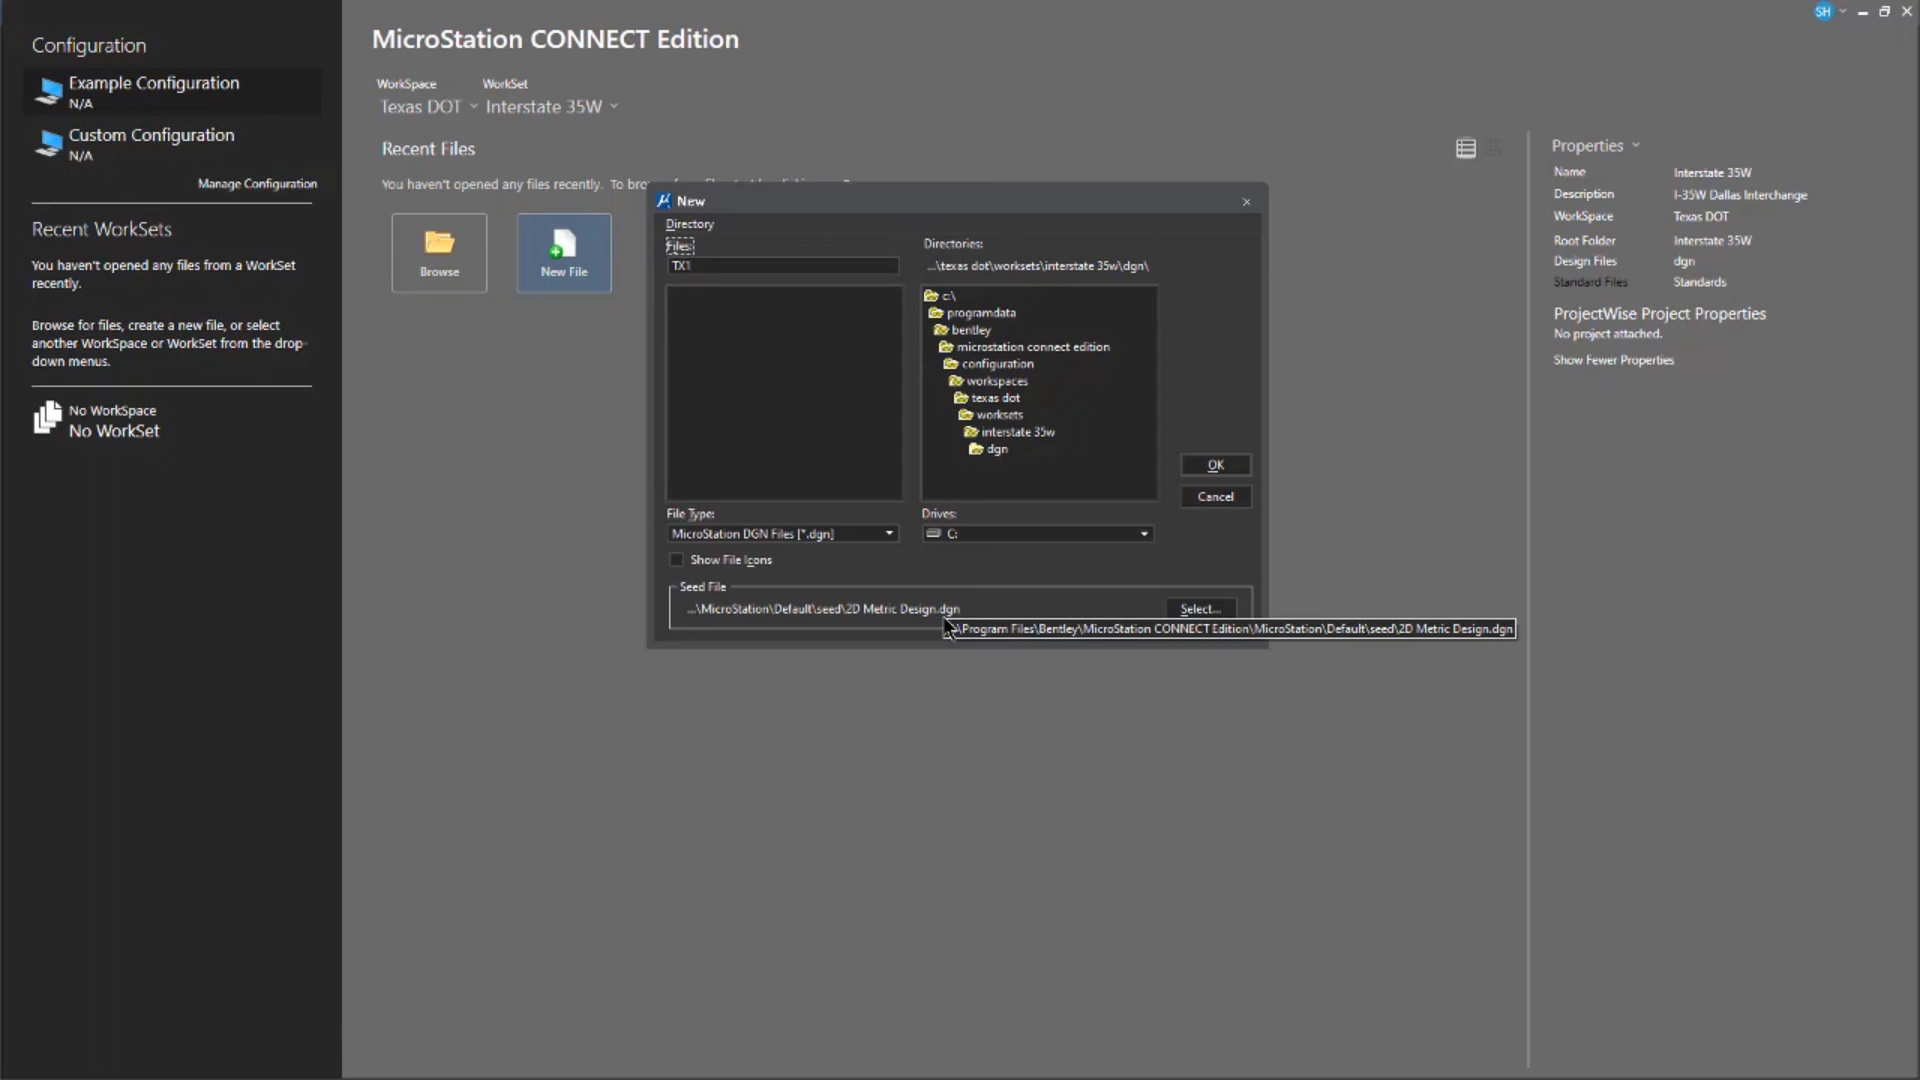 SH
Configuration
Example Configuration
N/A
Custom Configuration
N/A
Manage Configuration
Recent WorkSets
You haven't opened any files from a WorkSet
recently.
Browse for files, create a new file, or select
another WorkSpace or WorkSet from the drop-
down menus.
No WorkSpace
No WorkSet
MicroStation CONNECT Edition
WorkSpace WorkSet
Texas DOT Interstate 35W
Recent Files
You haven't opened any files recently. To
Browse
New File
New
Directory
Files:
TX1
Directories:
...\texas dot\worksets\interstate 35w\dgn\
c:\
programdata
bentley
microstation connect edition
configuration
workspaces
texas dot
worksets
interstate 35w
dgn
OK
Cancel
File Type:
MicroStation DGN Files [*.dgn]
Drives:
C:
Show File Icons
Seed File
...\MicroStation\Default\seed\2D Metric Design.dgn
Select...
\Program Files\Bentley\MicroStation CONNECT Edition\MicroStation\Default\seed\2D Metric Design.dgn
Properties
Name Interstate 35W
Description I-35W Dallas Interchange
WorkSpace Texas DOT
Root Folder Interstate 35W
Design Files dgn
Standard Files Standards
ProjectWise Project Properties
No project attached.
Show Fewer Properties